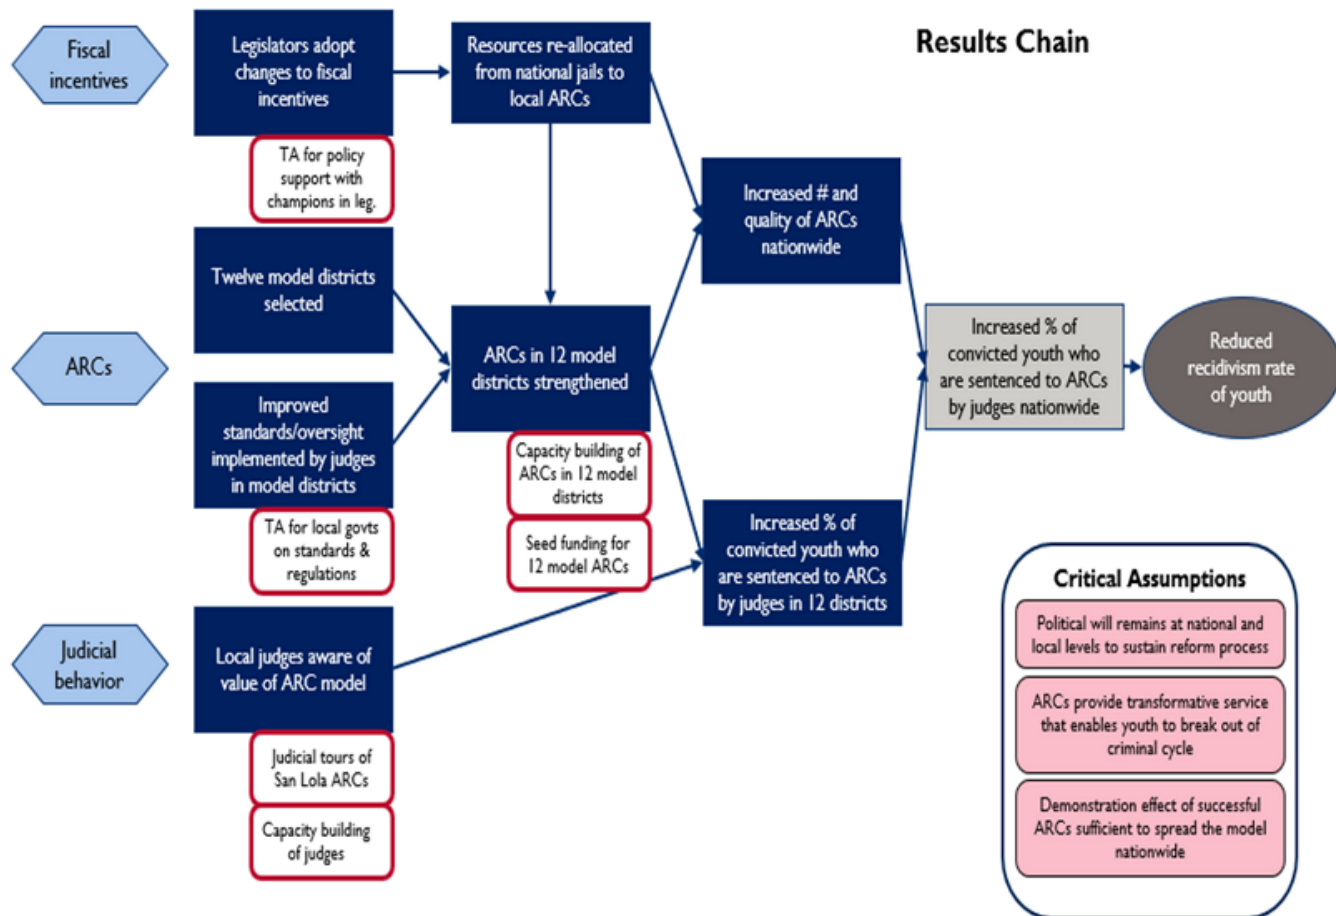 Results Chain
Fiscal
incentives
Legislators adopt
changes to fiscal
incentives
TA for policy
support with
champions in leg.
Resources re-allocated
from national jails to
local ARCs
Increased # and
quality of ARCs
nationwide
ARCs
Twelve model districts
selected
Improved
standards/oversight
implemented by judges
in model districts
TA for local govts
on standards &
regulations
ARCs in 12 model
districts strengthened
Capacity building of
ARCs in 12 model
districts
Seed funding for
12 model ARCs
Increased % of
convicted youth who
are sentenced to ARCs
by judges in 12 districts
Increased % of
convicted youth who
are sentenced to ARCs
by judges nationwide
Reduced
recidivism rate
of youth
Judicial
behavior
Local judges aware of
value of ARC model
Judicial tours of
San Lola ARCs
Capacity building
of judges
Critical Assumptions
Political will remains at national and
local levels to sustain reform process
ARCs provide transformative service
that enables youth to break out of
criminal cycle
Demonstration effect of successful
ARCs sufficient to spread the model
nationwide